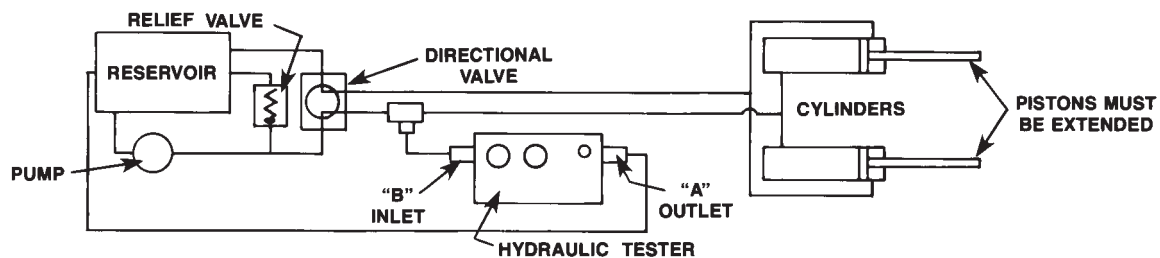 RELIEF VALVE
RESERVOIR
DIRECTIONAL
VALVE
CYLINDERS
PISTONS MUST
BE EXTENDED
PUMP
"B"
INLET
"A"
OUTLET
HYDRAULIC TESTER